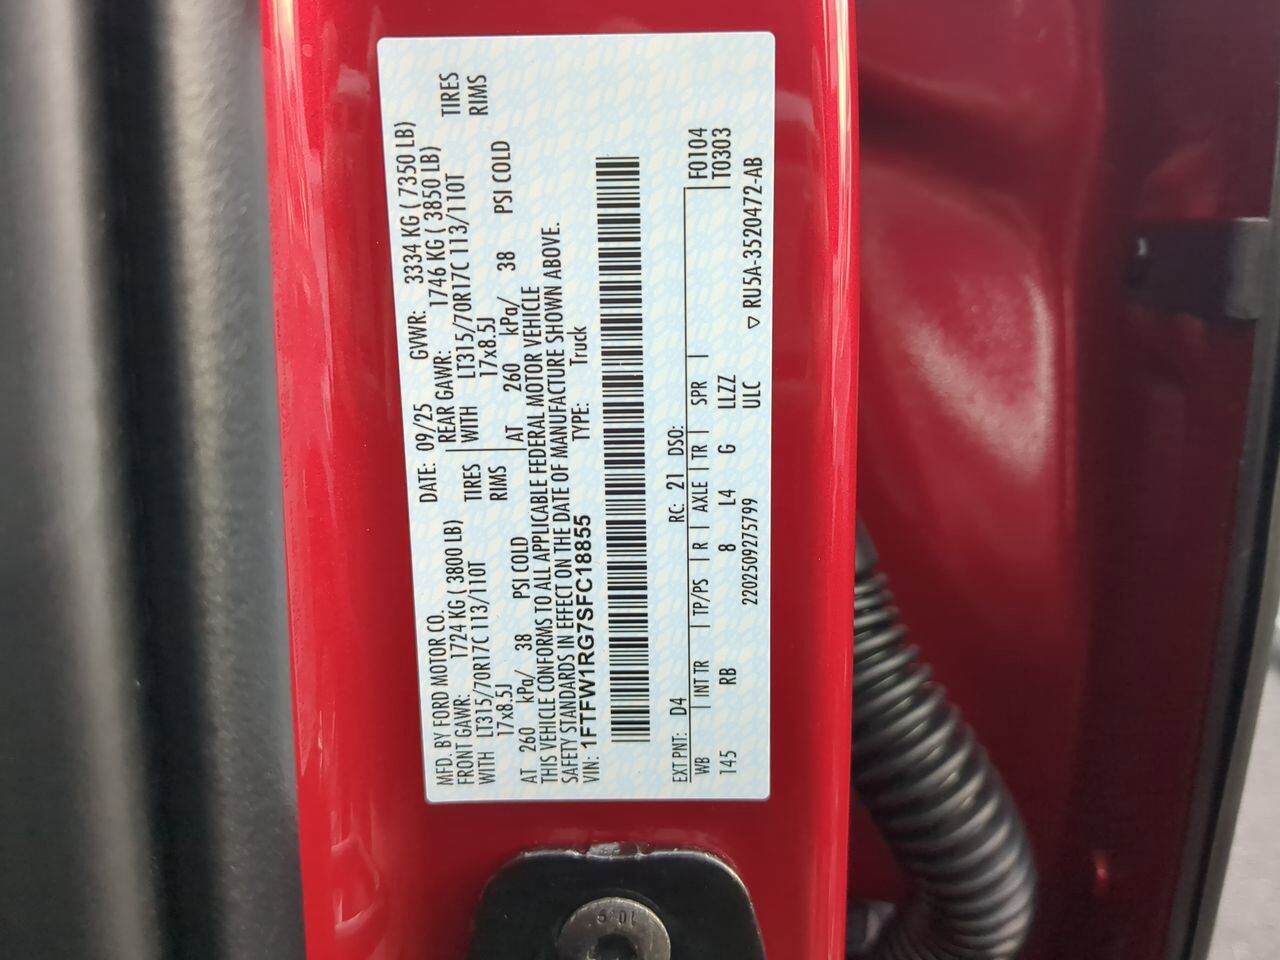 MFD. BY FORD MOTOR CO.
DATE: 09/25 GVWR: 3334 KG ( 7350 LB)
FRONT GAWR: 1724 KG ( 3800 LB) REAR GAWR: 1746 KG ( 3850 LB)
WITH LT315/70R17C 113/110T TIRES WITH LT315/70R17C 113/110T TIRES
17x8.5J RIMS 17x8.5J RIMS
AT 260 kPa/ 38 PSI COLD AT 260 kPa/ 38 PSI COLD
THIS VEHICLE CONFORMS TO ALL APPLICABLE FEDERAL MOTOR VEHICLE
SAFETY STANDARDS IN EFFECT ON THE DATE OF MANUFACTURE SHOWN ABOVE.
VIN: 1FTFW1RG7SFC18855 TYPE: Truck
EXT PNT: D4 RC: 21 DSO: F0104
WB INT TR TP/PS R AXLE TR SPR T0303
145 RB 8 L4 G LLZZ
2202509275799 ULC ▽ RU5A-3520472-AB
10.9